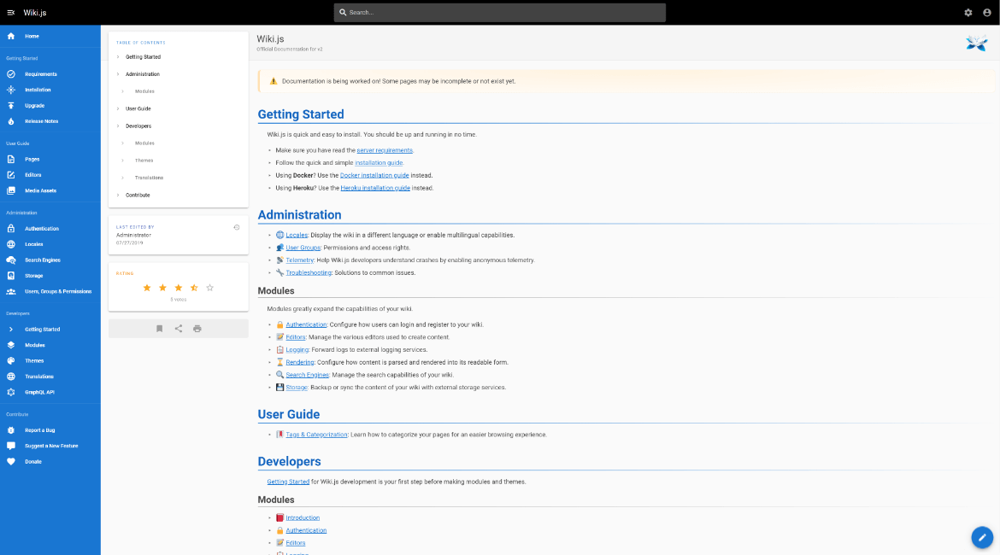 Wiki.js
Search...
Home
Getting Started
Requirements
Installation
Upgrade
Release Notes
User Guide
Pages
Editors
Media Assets
Administration
Authentication
Locales
Search Engines
Storage
Users, Groups & Permissions
Developers
Getting Started
Modules
Themes
Translations
GraphQL API
Contribute
Report a Bug
Suggest a New Feature
Donate
TABLE OF CONTENTS
Getting Started
Administration
Modules
User Guide
Developers
Modules
Themes
Translations
Contribute
LAST EDITED BY
Administrator
07/27/2019
RATING
8 votes
Wiki.js
Official Documentation for v2
Documentation is being worked on! Some pages may be incomplete or not exist yet.
Getting Started
Wiki.js is quick and easy to install. You should be up and running in no time.
Make sure you have read the server requirements.
Follow the quick and simple installation guide.
Using Docker? Use the Docker installation guide instead.
Using Heroku? Use the Heroku installation guide instead.
Administration
Locales: Display the wiki in a different language or enable multilingual capabilities.
User Groups: Permissions and access rights.
Telemetry: Help Wiki.js developers understand crashes by enabling anonymous telemetry.
Troubleshooting: Solutions to common issues.
Modules
Modules greatly expand the capabilities of your wiki.
Authentication: Configure how users can login and register to your wiki.
Editors: Manage the various editors used to create content.
Logging: Forward logs to external logging services.
Rendering: Configure how content is parsed and rendered into its readable form.
Search Engines: Manage the search capabilities of your wiki.
Storage: Backup or sync the content of your wiki with external storage services.
User Guide
Tags & Categorization: Learn how to categorize your pages for an easier browsing experience.
Developers
Getting Started for Wiki.js development is your first step before making modules and themes.
Modules
Introduction
Authentication
Editors
Logging